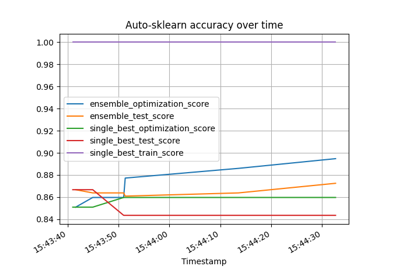 Auto-sklearn accuracy over time
1.00
0.98
0.96
0.94
0.92
0.90
0.88
0.86
0.84
ensemble_optimization_score
ensemble_test_score
single_best_optimization_score
single_best_test_score
single_best_train_score
15:43:40
15:43:50
15:44:00
15:44:10
15:44:20
15:44:30
Timestamp